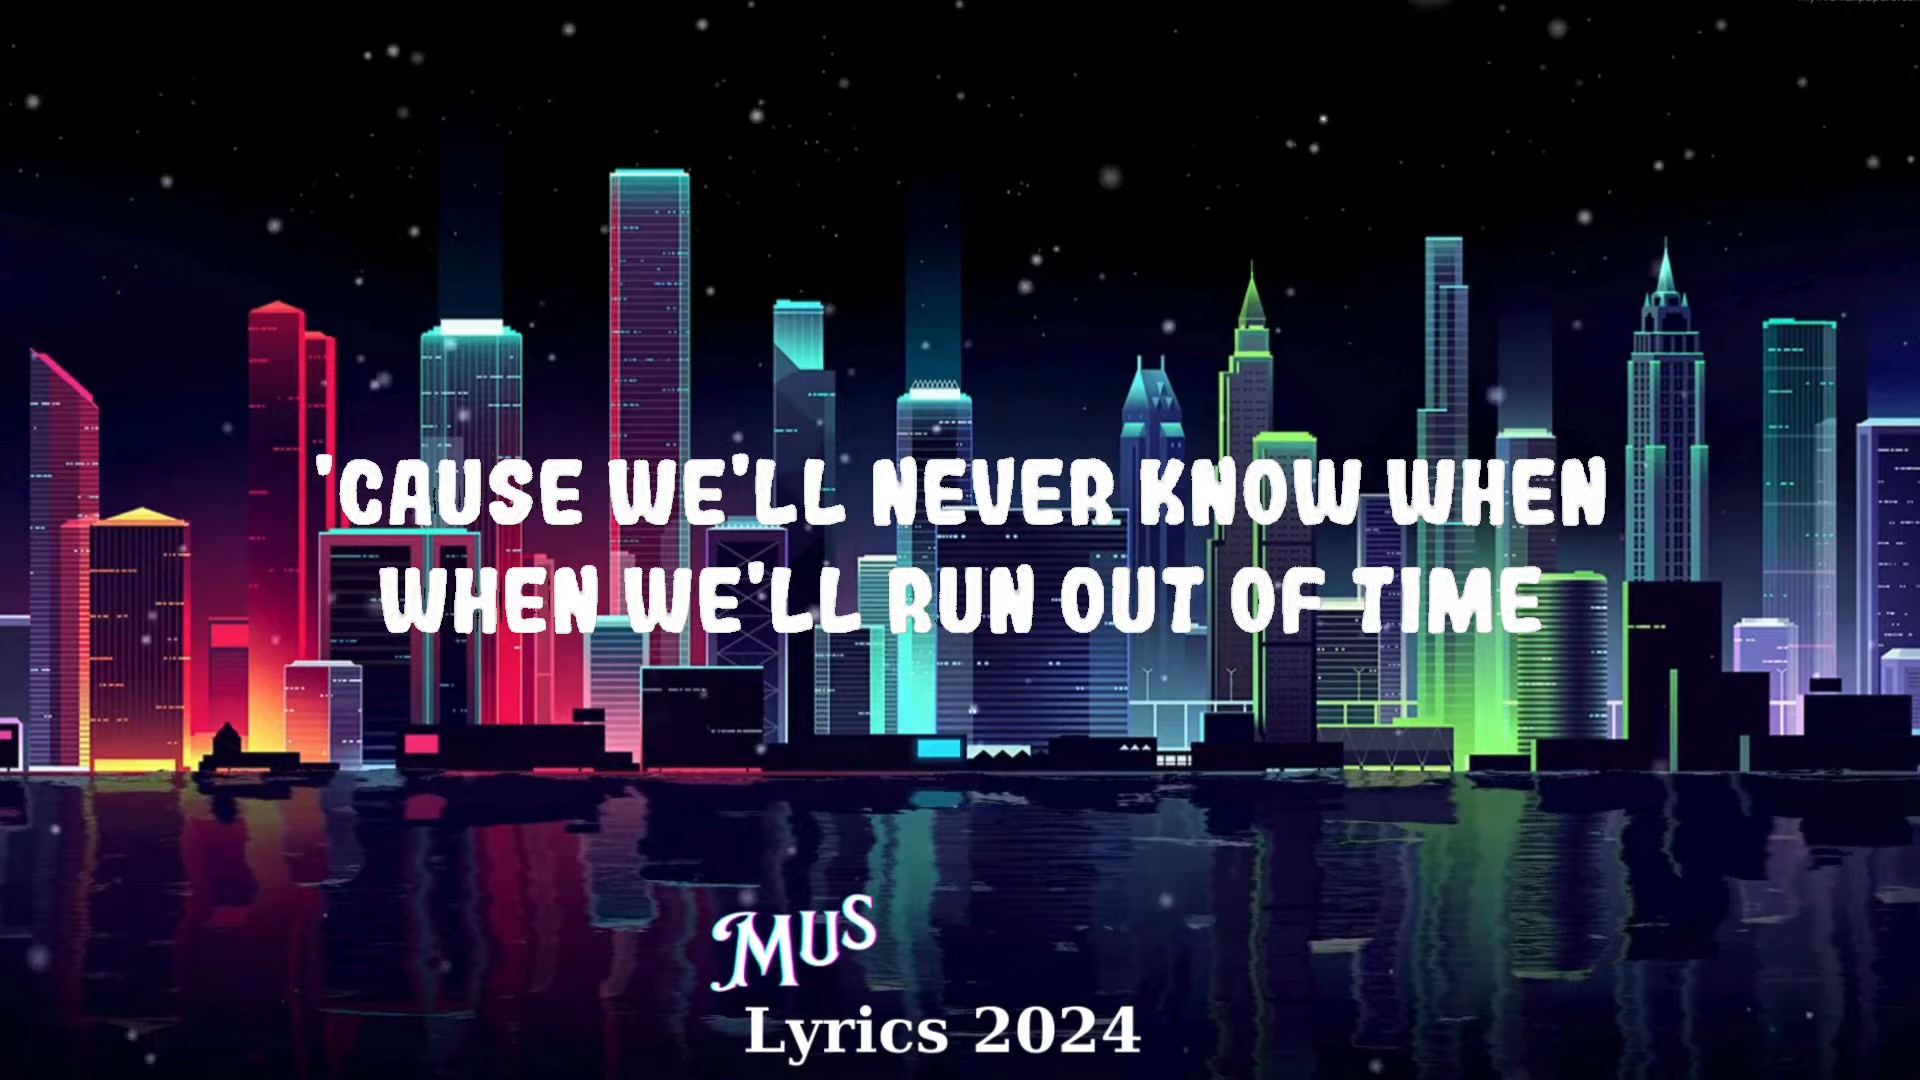 'CAUSE WE'LL NEVER KNOW WHEN
WHEN WE'LL RUN OUT OF TIME
MUS
Lyrics 2024